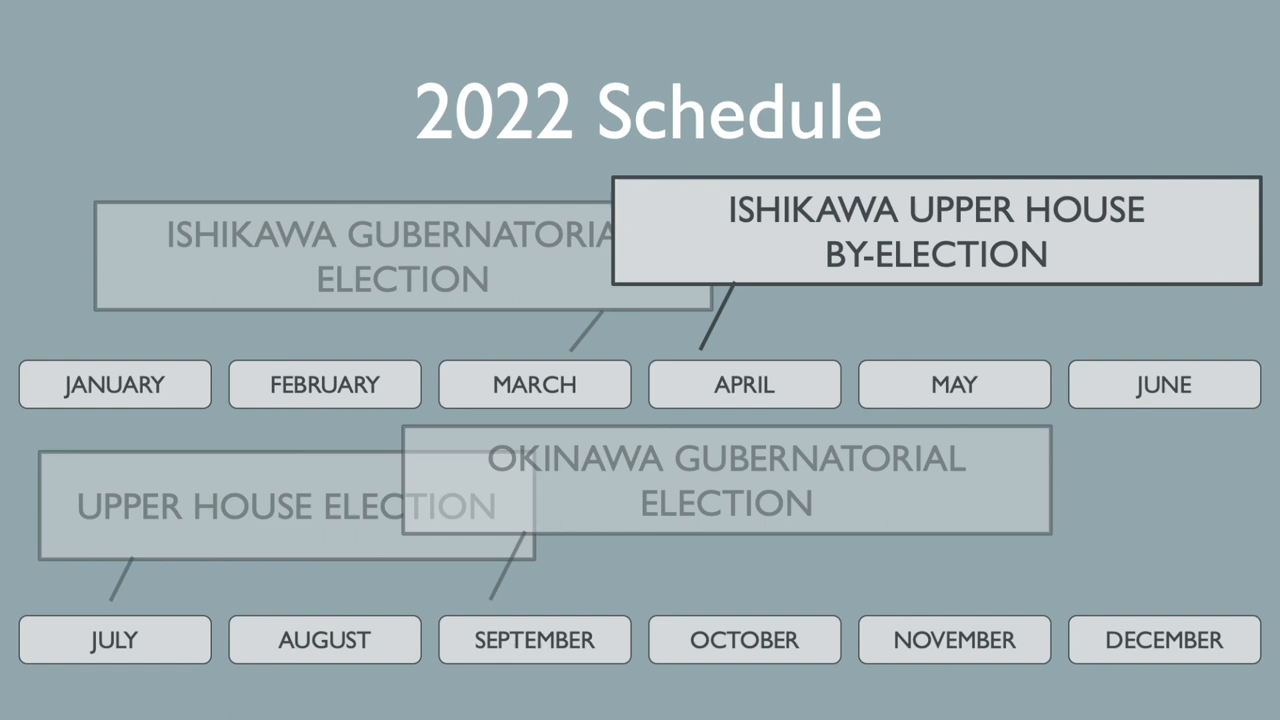 2022 Schedule
ISHIKAWA GUBERNATORIA
ELECTION
ISHIKAWA UPPER HOUSE
BY-ELECTION
JANUARY
FEBRUARY
MARCH
APRIL
MAY
JUNE
UPPER HOUSE ELECTION
OKINAWA GUBERNATORIAL
ELECTION
JULY
AUGUST
SEPTEMBER
OCTOBER
NOVEMBER
DECEMBER